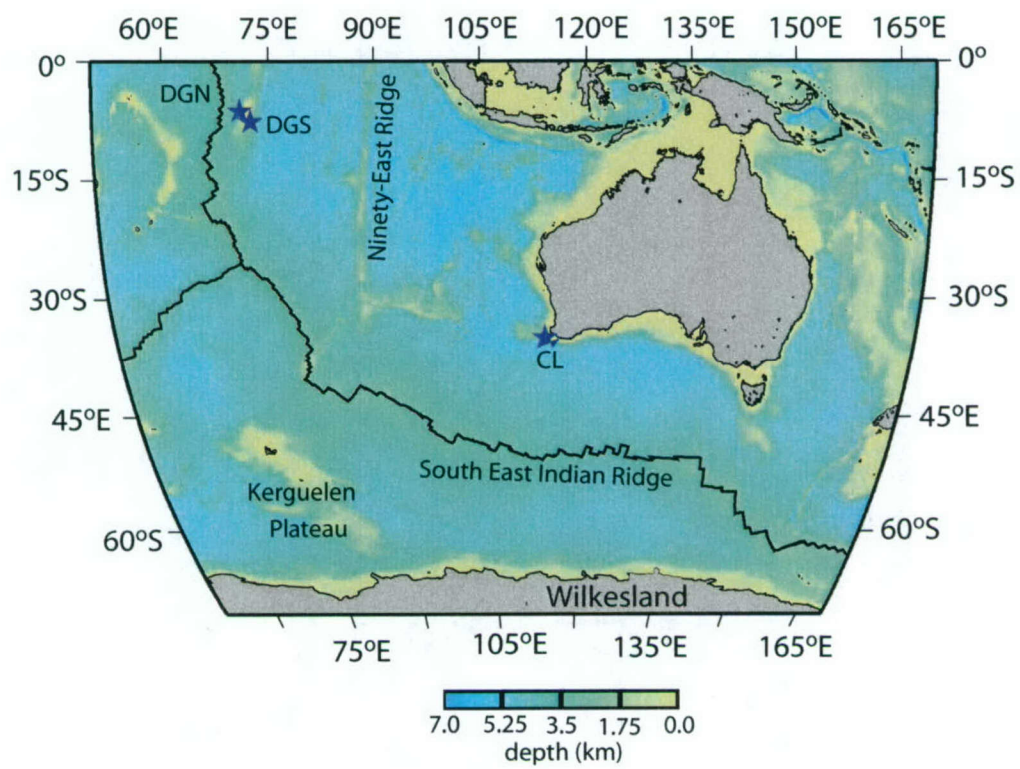 60ºE 75ºE 90ºE 105ºE 120ºE 135ºE 150ºE 165ºE
0º 0º
DGN
DGS
Ninety-East Ridge
15ºS 15ºS
30ºS 30ºS
CL
45ºE 45ºE
South East Indian Ridge
Kerguelen
Plateau
60ºS 60ºS
Wilkesland
75ºE 105ºE 135ºE 165ºE
7.0 5.25 3.5 1.75 0.0
depth (km)